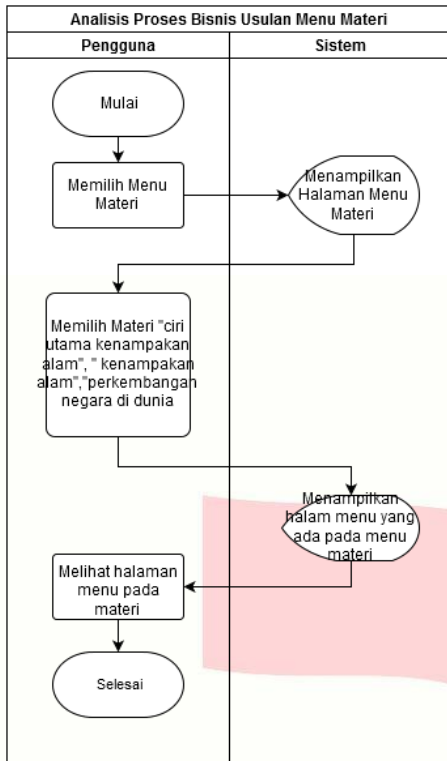 Analisis Proses Bisnis Usulan Menu Materi
Pengguna
Sistem
Mulai
Memilih Menu
Materi
Menampilkan
Halaman Menu
Materi
Memilih Materi "ciri
utama kenampakan
alam", " kenampakan
alam","perkembangan
negara di dunia
Menampilkan
halam menu yang
ada pada menu
materi
Melihat halaman
menu pada
materi
Selesai